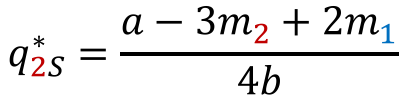 q*₂S = (a − 3m₂ + 2m₁) / 4b